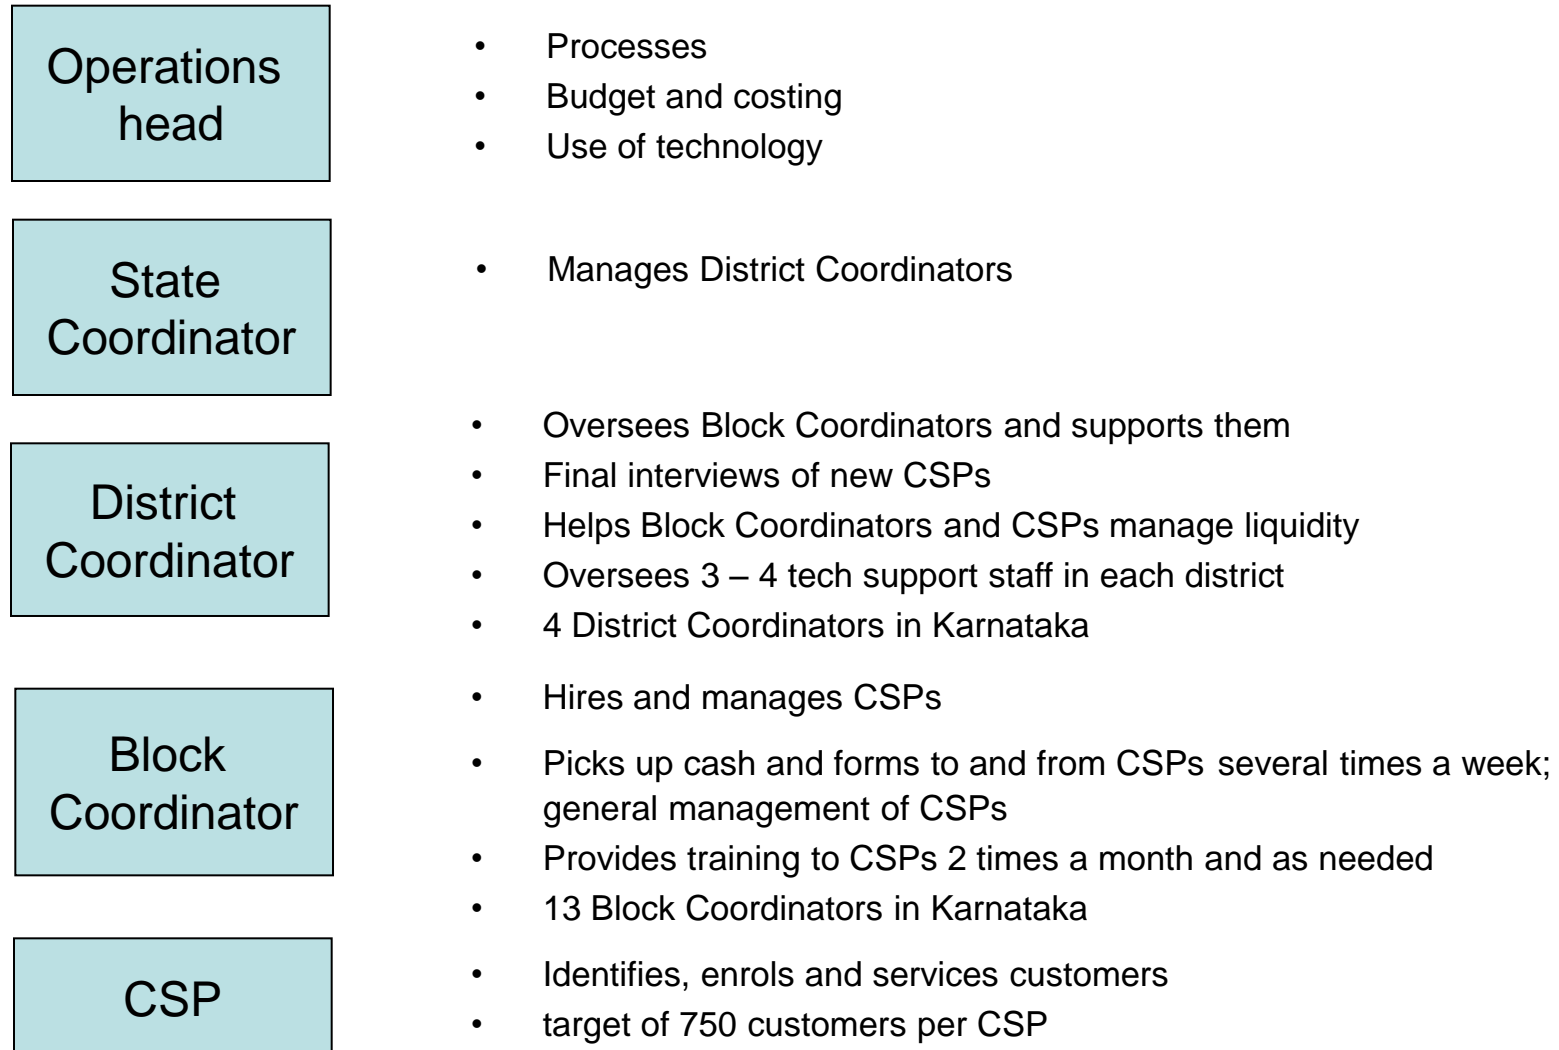 Operations
head
• Processes
• Budget and costing
• Use of technology
State
Coordinator
• Manages District Coordinators
District
Coordinator
• Oversees Block Coordinators and supports them
• Final interviews of new CSPs
• Helps Block Coordinators and CSPs manage liquidity
• Oversees 3 – 4 tech support staff in each district
• 4 District Coordinators in Karnataka
Block
Coordinator
• Hires and manages CSPs
• Picks up cash and forms to and from CSPs several times a week;
general management of CSPs
• Provides training to CSPs 2 times a month and as needed
• 13 Block Coordinators in Karnataka
CSP
• Identifies, enrols and services customers
• target of 750 customers per CSP